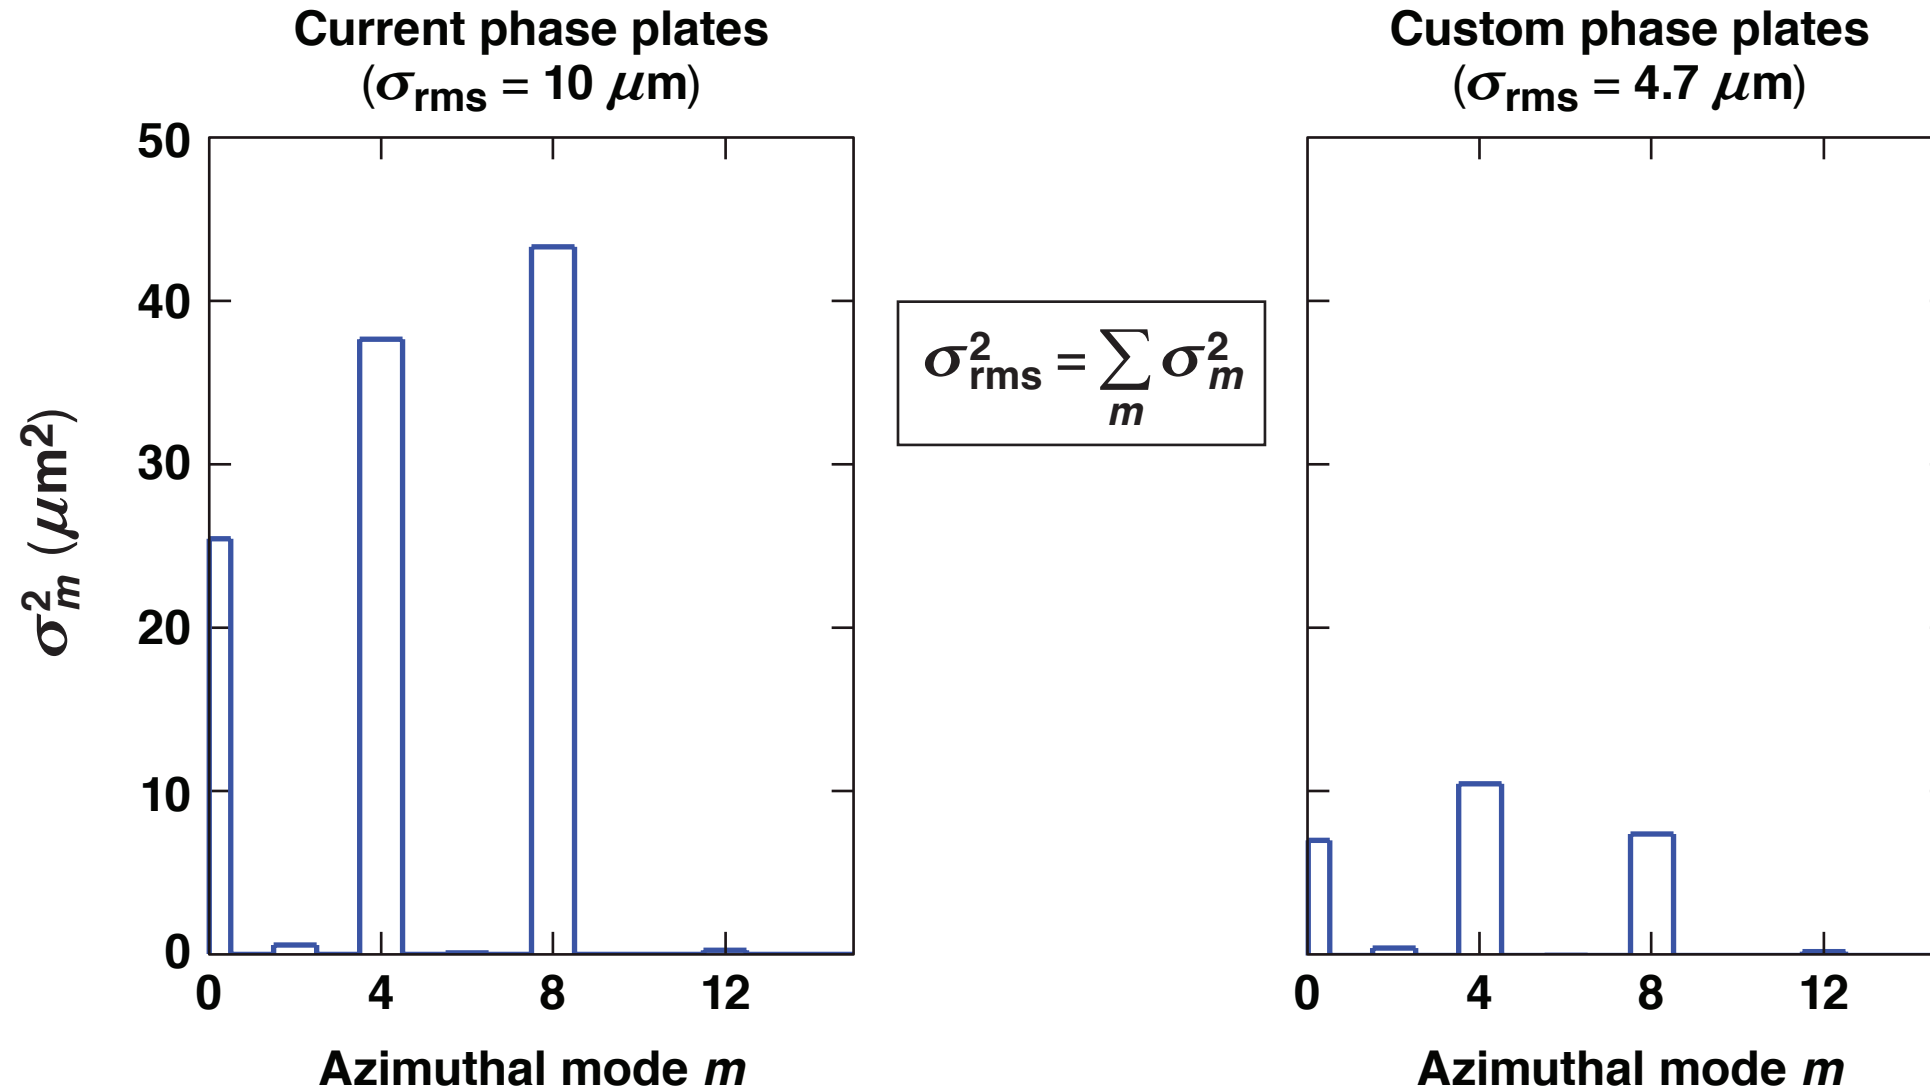 Current phase plates
(σrms = 10 μm)
Custom phase plates
(σrms = 4.7 μm)
50
40
30
20
10
0
σ²m (μm²)
0 4 8 12
Azimuthal mode m
σ²rms = ∑m σ²m
0 4 8 12
Azimuthal mode m